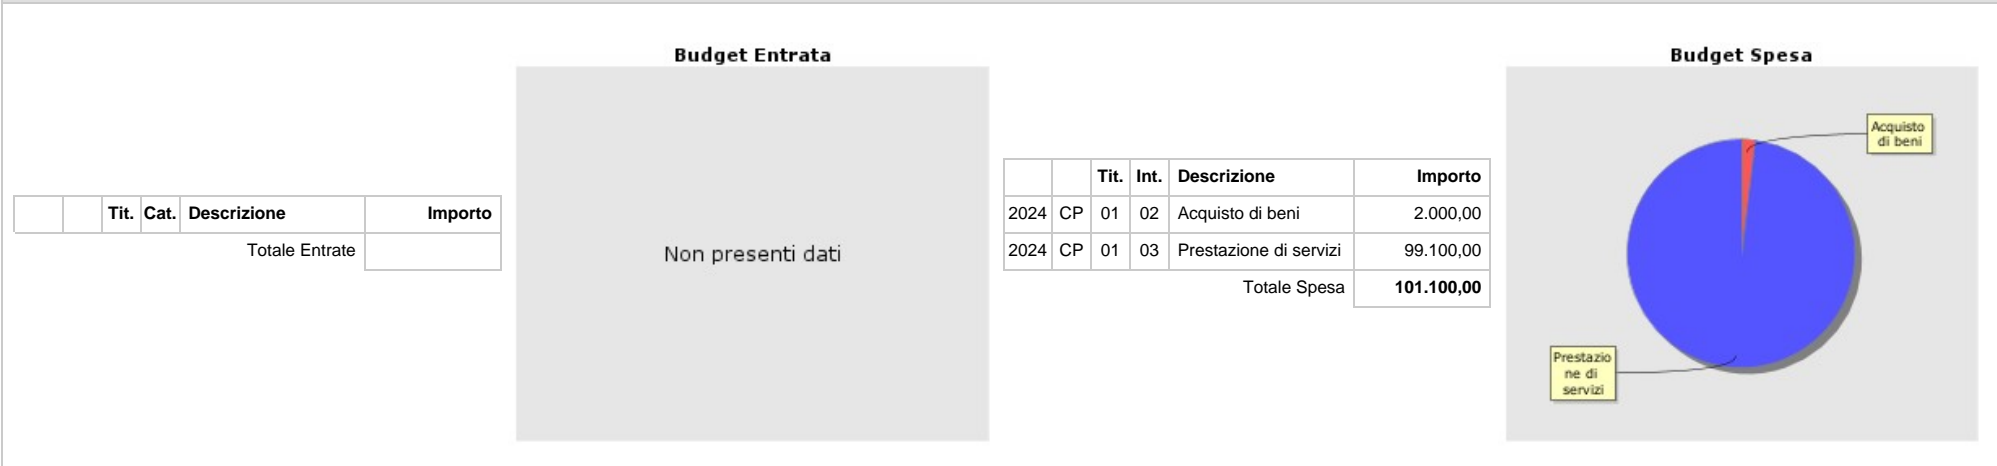 Budget Entrata
Tit. Cat. Descrizione Importo
Totale Entrate
Non presenti dati
Tit. Int. Descrizione Importo
2024 CP 01 02 Acquisto di beni 2.000,00
2024 CP 01 03 Prestazione di servizi 99.100,00
Totale Spesa 101.100,00
Budget Spesa
Acquisto
di beni
Prestazio
ne di
servizi